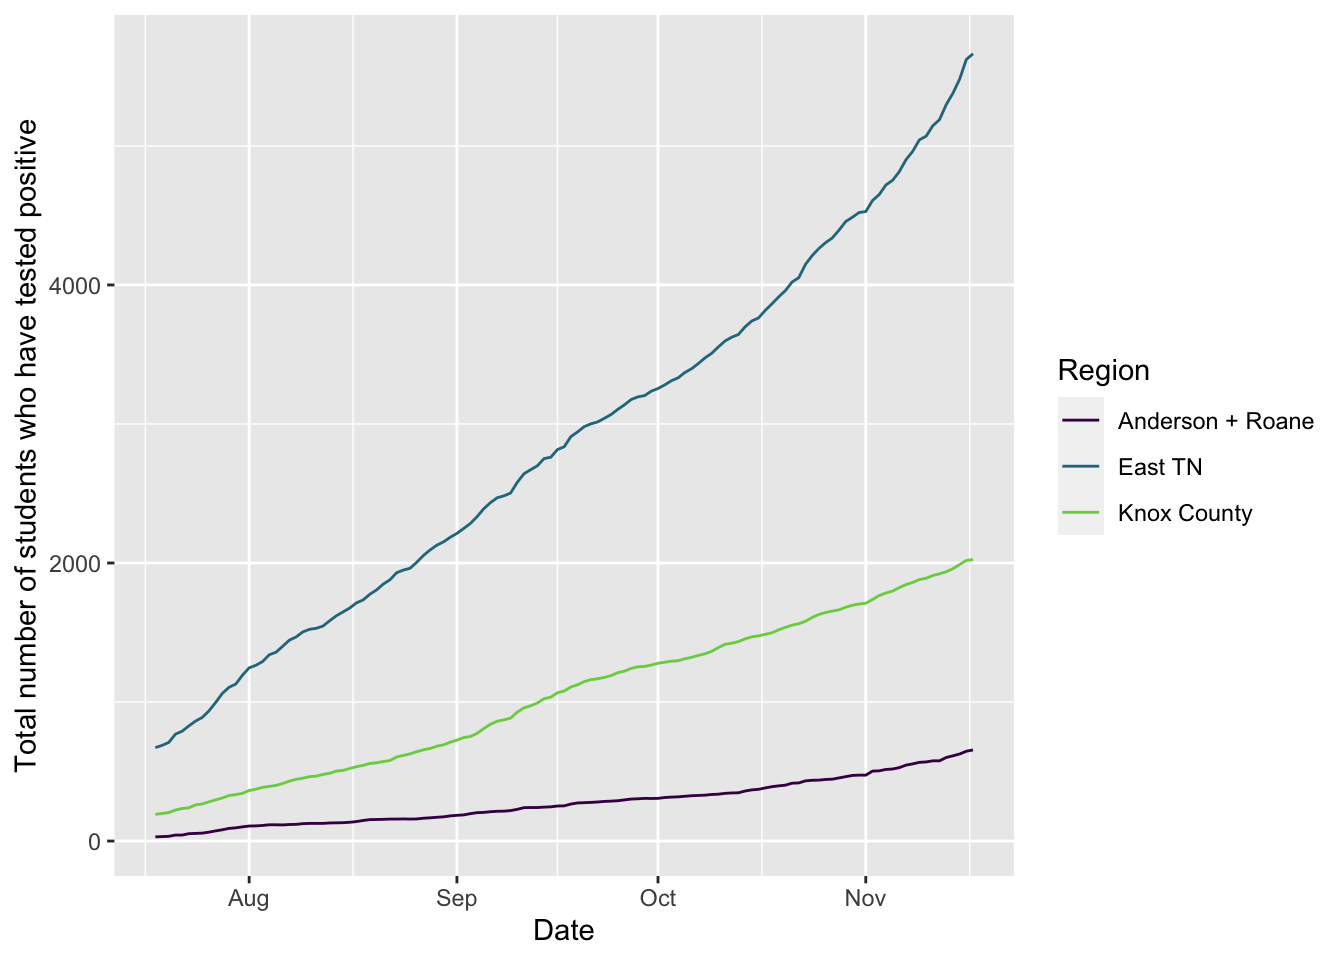 Total number of students who have tested positive
4000
2000
0
Aug Sep Oct Nov
Date
Region
Anderson + Roane
East TN
Knox County